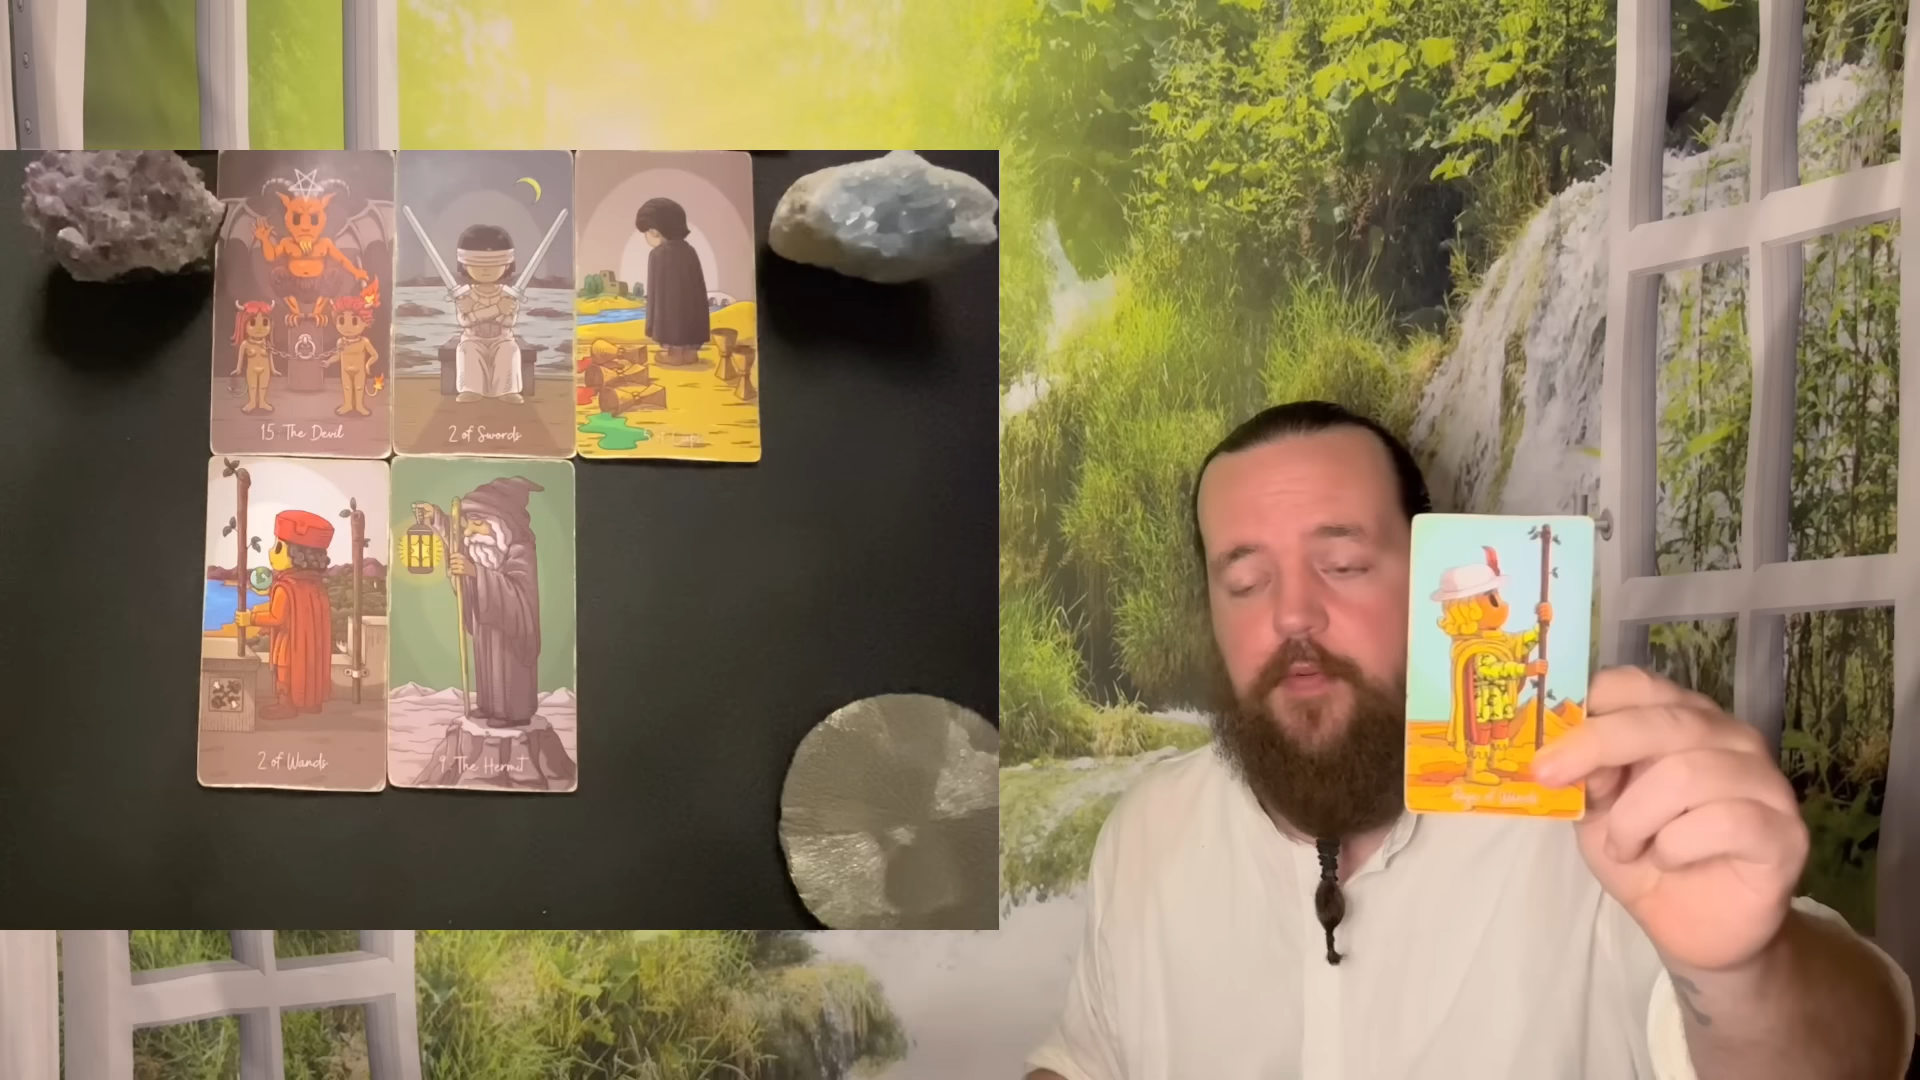 15 · The Devil
2 of Swords
2 of Wands
9 · The Hermit